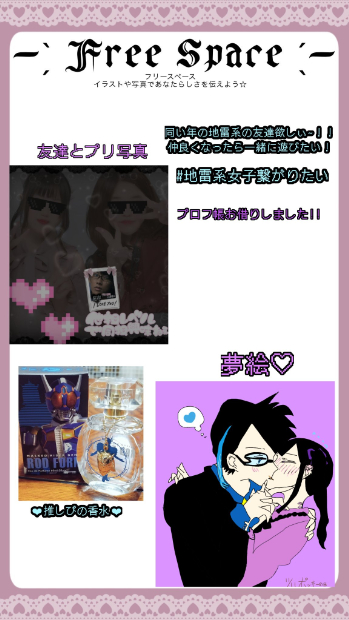 Free Space
フリースペース
イラストや写真であなたらしさを伝えよう☆
同い年の地雷系の友達欲しぃ~！！
仲良くなったら一緒に遊びたい！
友達とプリ写真
#地雷系女子繋がりたい
プロフ帳お借りしました!!
夢絵♡
ROD FORM
❤推しぴの香水❤